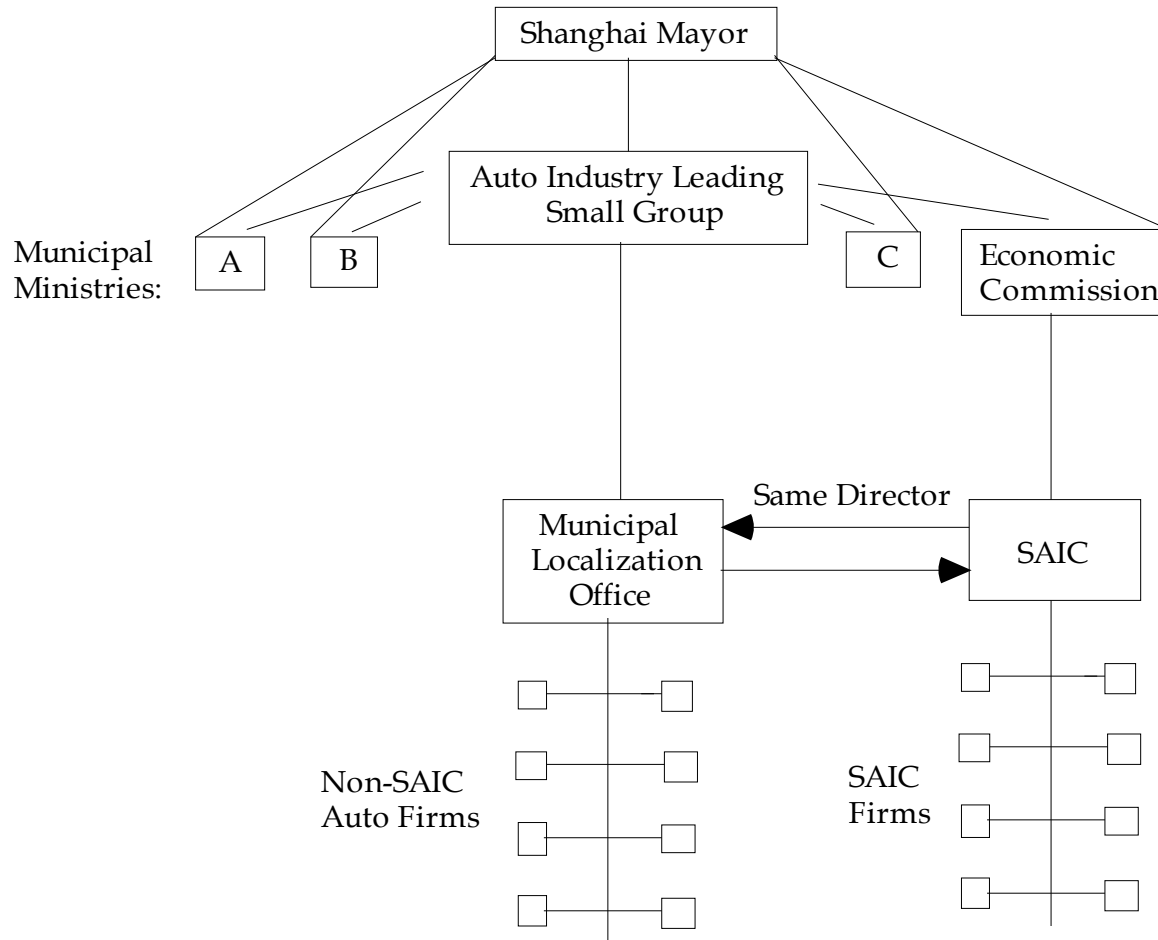 Shanghai Mayor
Auto Industry Leading
Small Group
Municipal
Ministries:
A
B
C
Economic
Commission
Same Director
Municipal
Localization
Office
SAIC
Non-SAIC
Auto Firms
SAIC
Firms